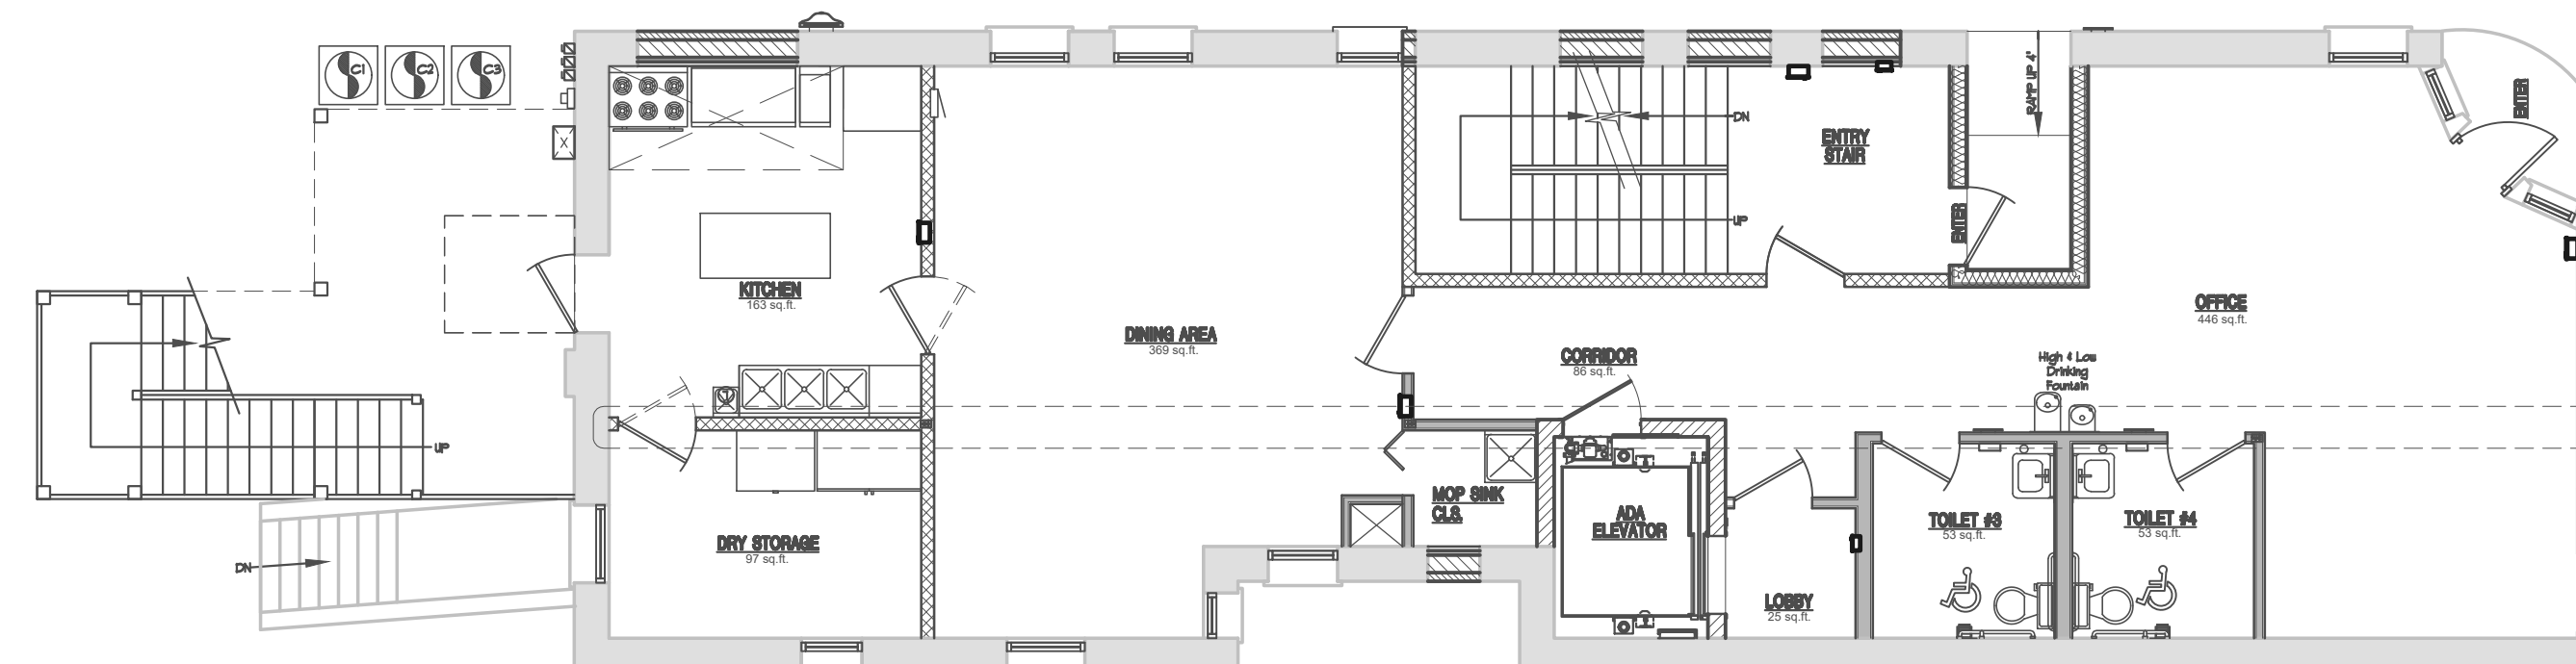 C1
C2
C3
RAMP UP 4'
ENTER
DN
ENTRY
STAIR
UP
ENTER
KITCHEN
163 sq.ft.
OFFICE
446 sq.ft.
DINING AREA
369 sq.ft.
CORRIDOR
86 sq.ft.
High & Low
Drinking
Fountain
UP
MOP SINK
CLS.
ADA
ELEVATOR
TOILET #3
53 sq.ft.
TOILET #4
53 sq.ft.
DRY STORAGE
97 sq.ft.
DN
LOBBY
25 sq.ft.